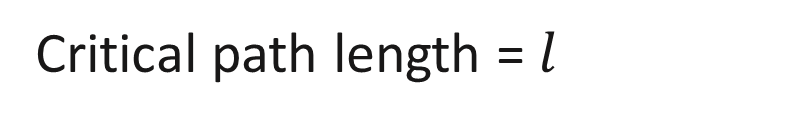 Critical path length = l